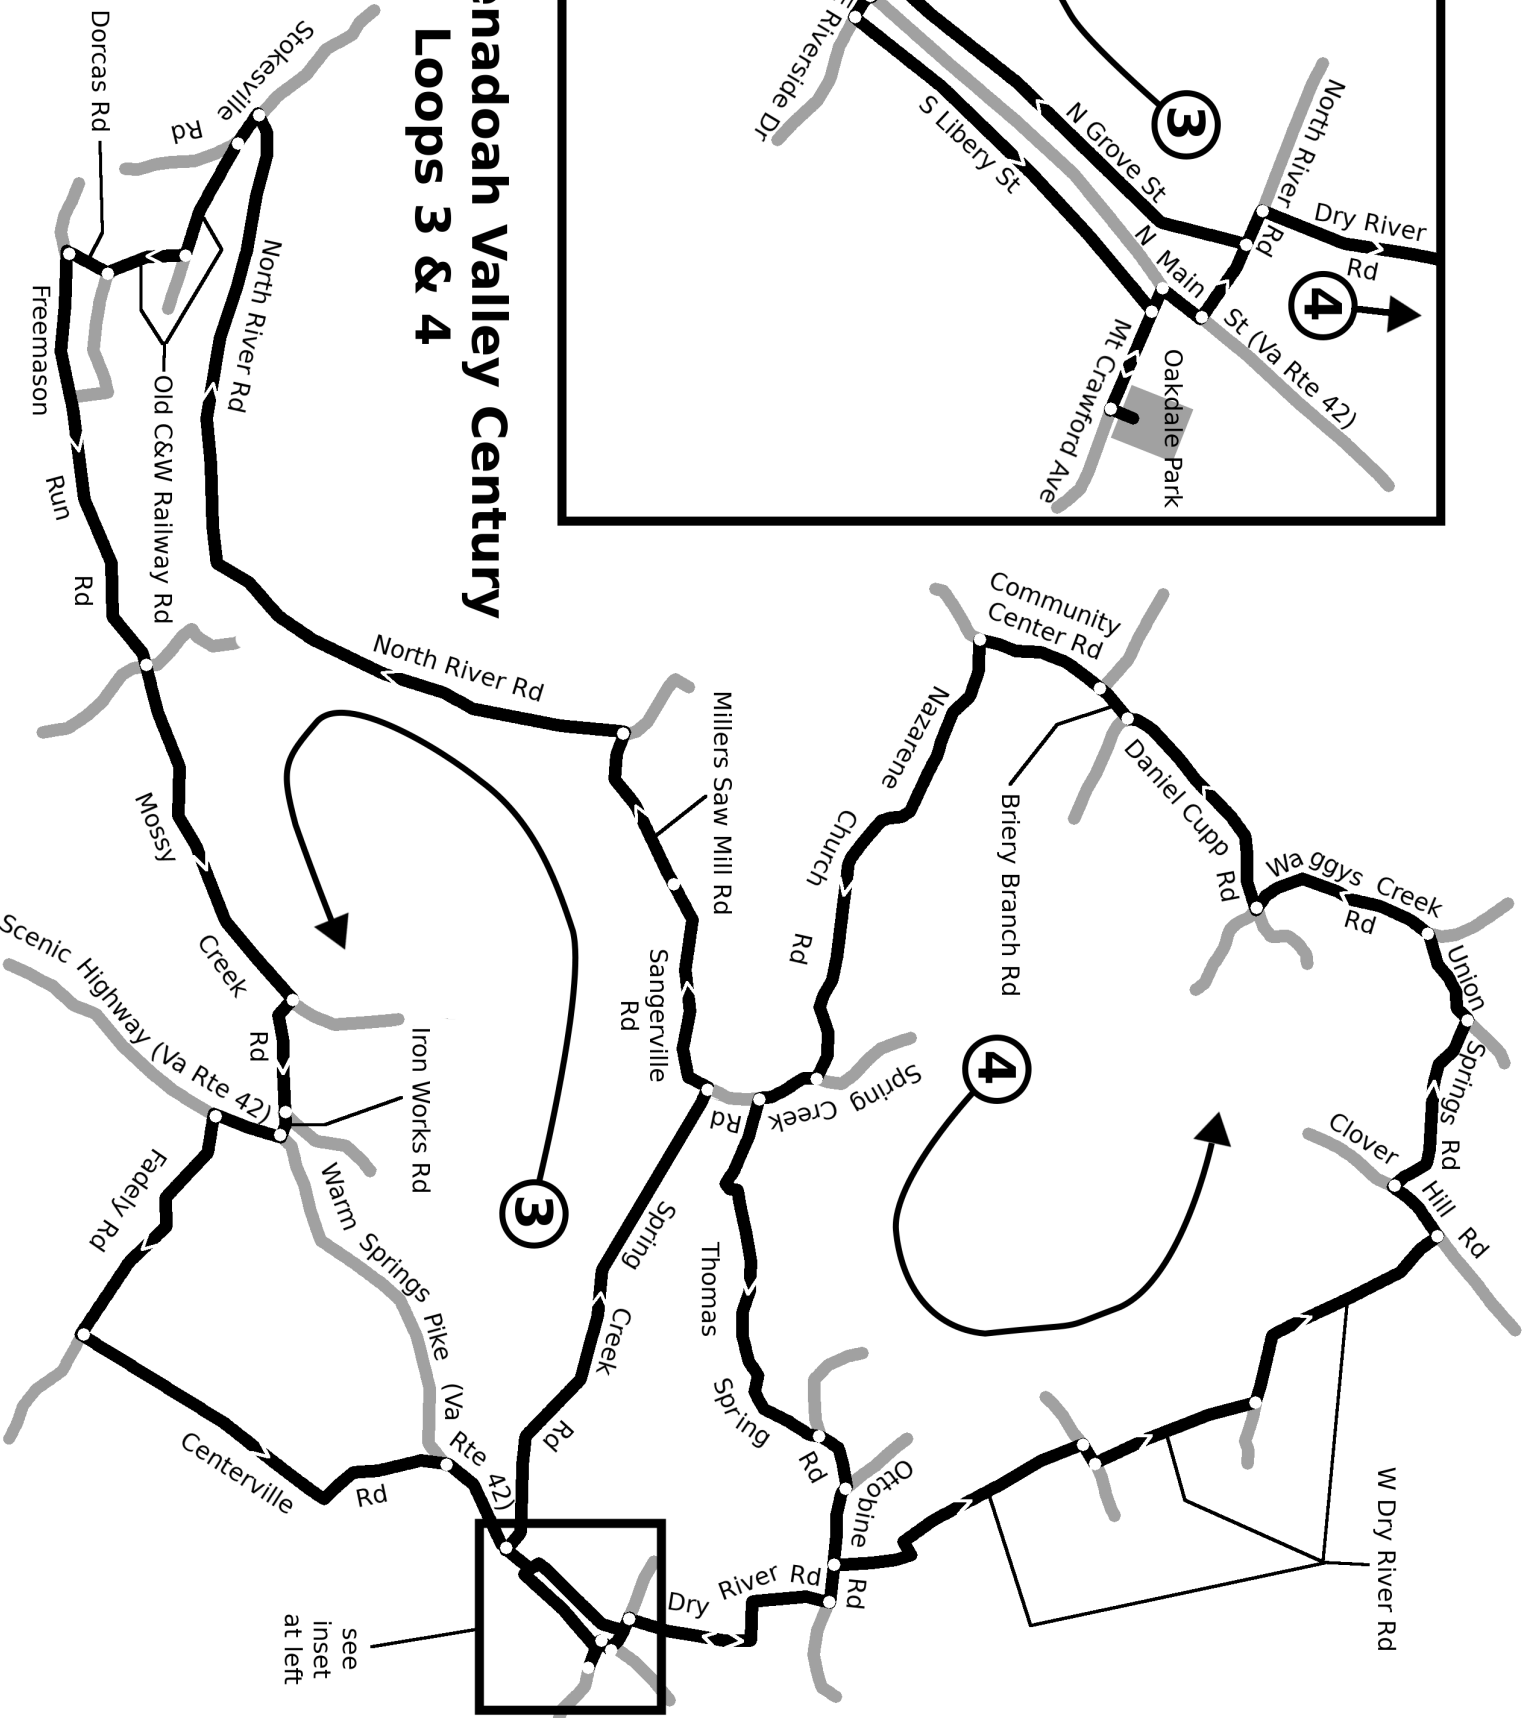 enadoah Valley Century
Loops 3 & 4
Riverside Dr
S Libery St
N Grove St
3
North River
Rd
Dry River
Rd
4
N Main St (Va Rte 42)
Oakdale Park
Mt Crawford Ave
Dorcas Rd
Stokesville
Rd
North River Rd
Old C&W Railway Rd
Freemason Run Rd
North River Rd
Millers Saw Mill Rd
Sangerville
Rd
Mossy Creek Rd
Scenic Highway (Va Rte 42)
Iron Works Rd
Fadely Rd
Warm Springs Pike (Va Rte 42)
Centerville Rd
3
Spring Creek Rd
Spring Creek Rd
Thomas Spring Rd
Community
Center Rd
Nazarene Church Rd
Briery Branch Rd
Daniel Cupp Rd
Waggys Creek
Rd
Union Springs Rd
Clover Hill Rd
4
Ottobine Rd
W Dry River Rd
Dry River Rd
see
inset
at left